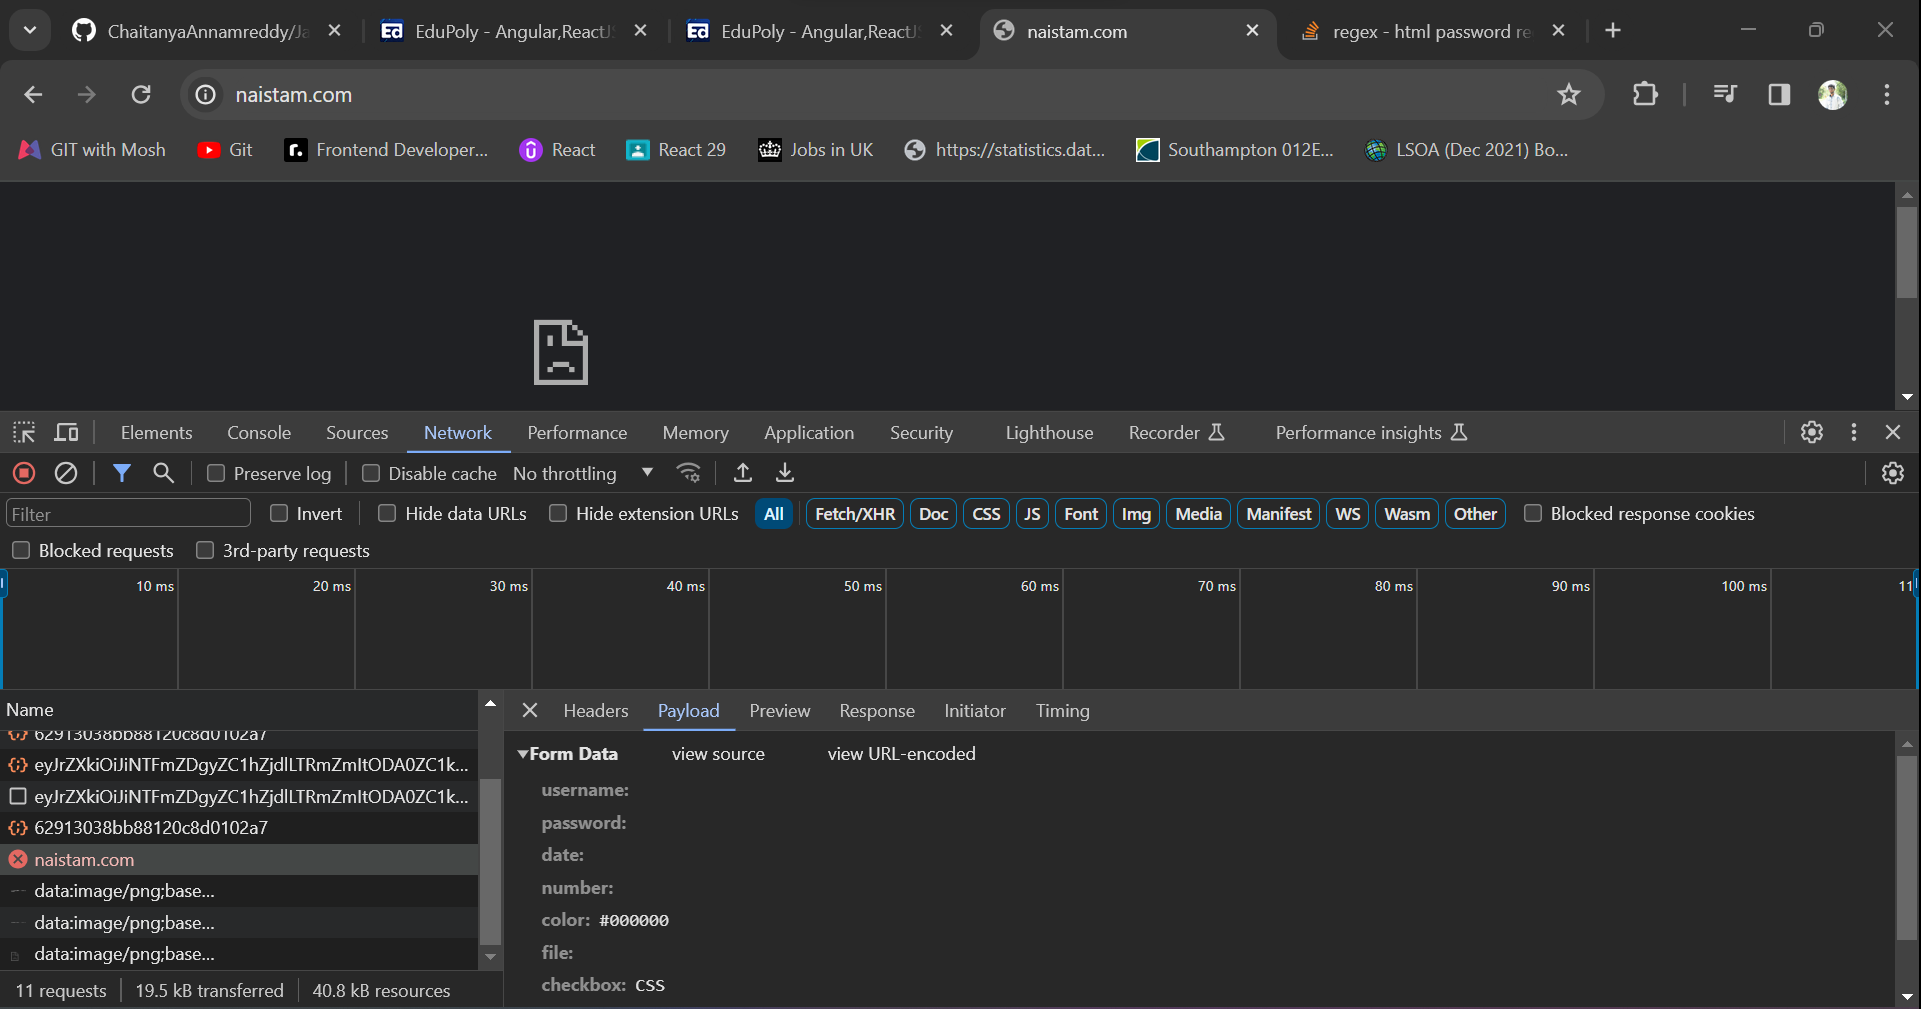 ChaitanyaAnnamreddy/Ja
EduPoly - Angular,ReactJS
EduPoly - Angular,ReactJS
naistam.com
regex - html password re
naistam.com
GIT with Mosh
Git
Frontend Developer...
React
React 29
Jobs in UK
https://statistics.dat...
Southampton 012E...
LSOA (Dec 2021) Bo...
Elements
Console
Sources
Network
Performance
Memory
Application
Security
Lighthouse
Recorder
Performance insights
Preserve log
Disable cache
No throttling
Filter
Invert
Hide data URLs
Hide extension URLs
All
Fetch/XHR
Doc
CSS
JS
Font
Img
Media
Manifest
WS
Wasm
Other
Blocked response cookies
Blocked requests
3rd-party requests
10 ms
20 ms
30 ms
40 ms
50 ms
60 ms
70 ms
80 ms
90 ms
100 ms
11
Name
Headers
Payload
Preview
Response
Initiator
Timing
62913038bb88120c8d0102a7
eyJrZXkiOiJiNTFmZDgyZC1hZjdlLTRmZmItODA0ZC1k...
eyJrZXkiOiJiNTFmZDgyZC1hZjdlLTRmZmItODA0ZC1k...
62913038bb88120c8d0102a7
naistam.com
data:image/png;base...
data:image/png;base...
data:image/png;base...
Form Data
view source
view URL-encoded
username:
password:
date:
number:
color: #000000
file:
checkbox: CSS
11 requests
19.5 kB transferred
40.8 kB resources